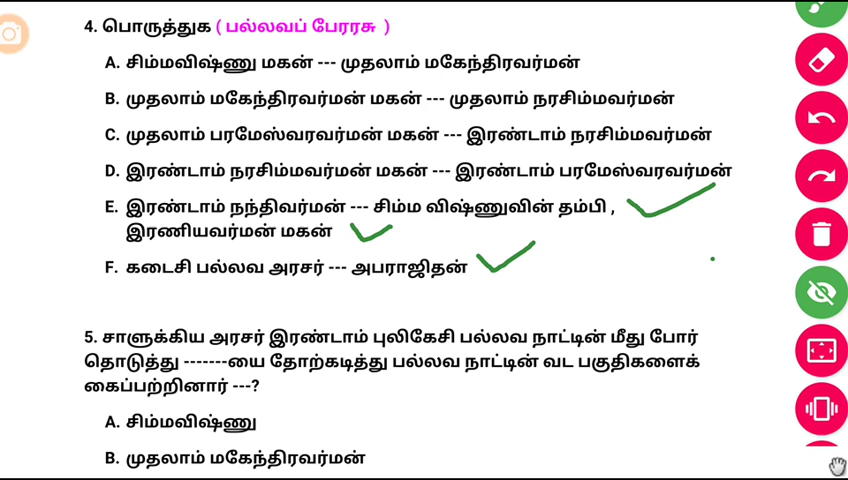 4. பொருத்துக ( பல்லவப் பேரரசு )
A. சிம்மவிஷ்ணு மகன் --- முதலாம் மகேந்திரவர்மன்
B. முதலாம் மகேந்திரவர்மன் மகன் --- முதலாம் நரசிம்மவர்மன்
C. முதலாம் பரமேஸ்வரவர்மன் மகன் --- இரண்டாம் நரசிம்மவர்மன்
D. இரண்டாம் நரசிம்மவர்மன் மகன் --- இரண்டாம் பரமேஸ்வரவர்மன்
E. இரண்டாம் நந்திவர்மன் --- சிம்ம விஷ்ணுவின் தம்பி ,
இரணியவர்மன் மகன்
F. கடைசி பல்லவ அரசர் --- அபராஜிதன்
5. சாளுக்கிய அரசர் இரண்டாம் புலிகேசி பல்லவ நாட்டின் மீது போர்
தொடுத்து -------யை தோற்கடித்து பல்லவ நாட்டின் வட பகுதிகளைக்
கைப்பற்றினார் ---?
A. சிம்மவிஷ்ணு
B. முதலாம் மகேந்திரவர்மன்